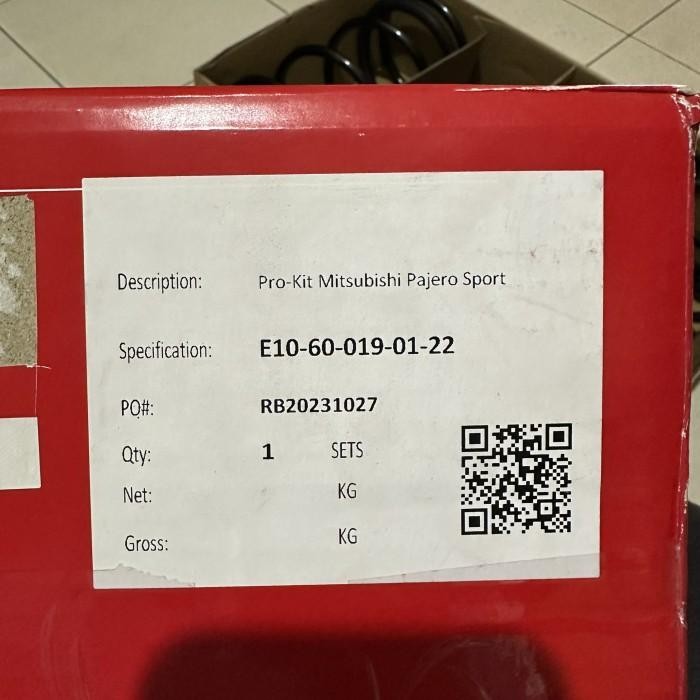 Description: Pro-Kit Mitsubishi Pajero Sport
Specification: E10-60-019-01-22
PO#: RB20231027
Qty: 1 SETS
Net: KG
Gross: KG